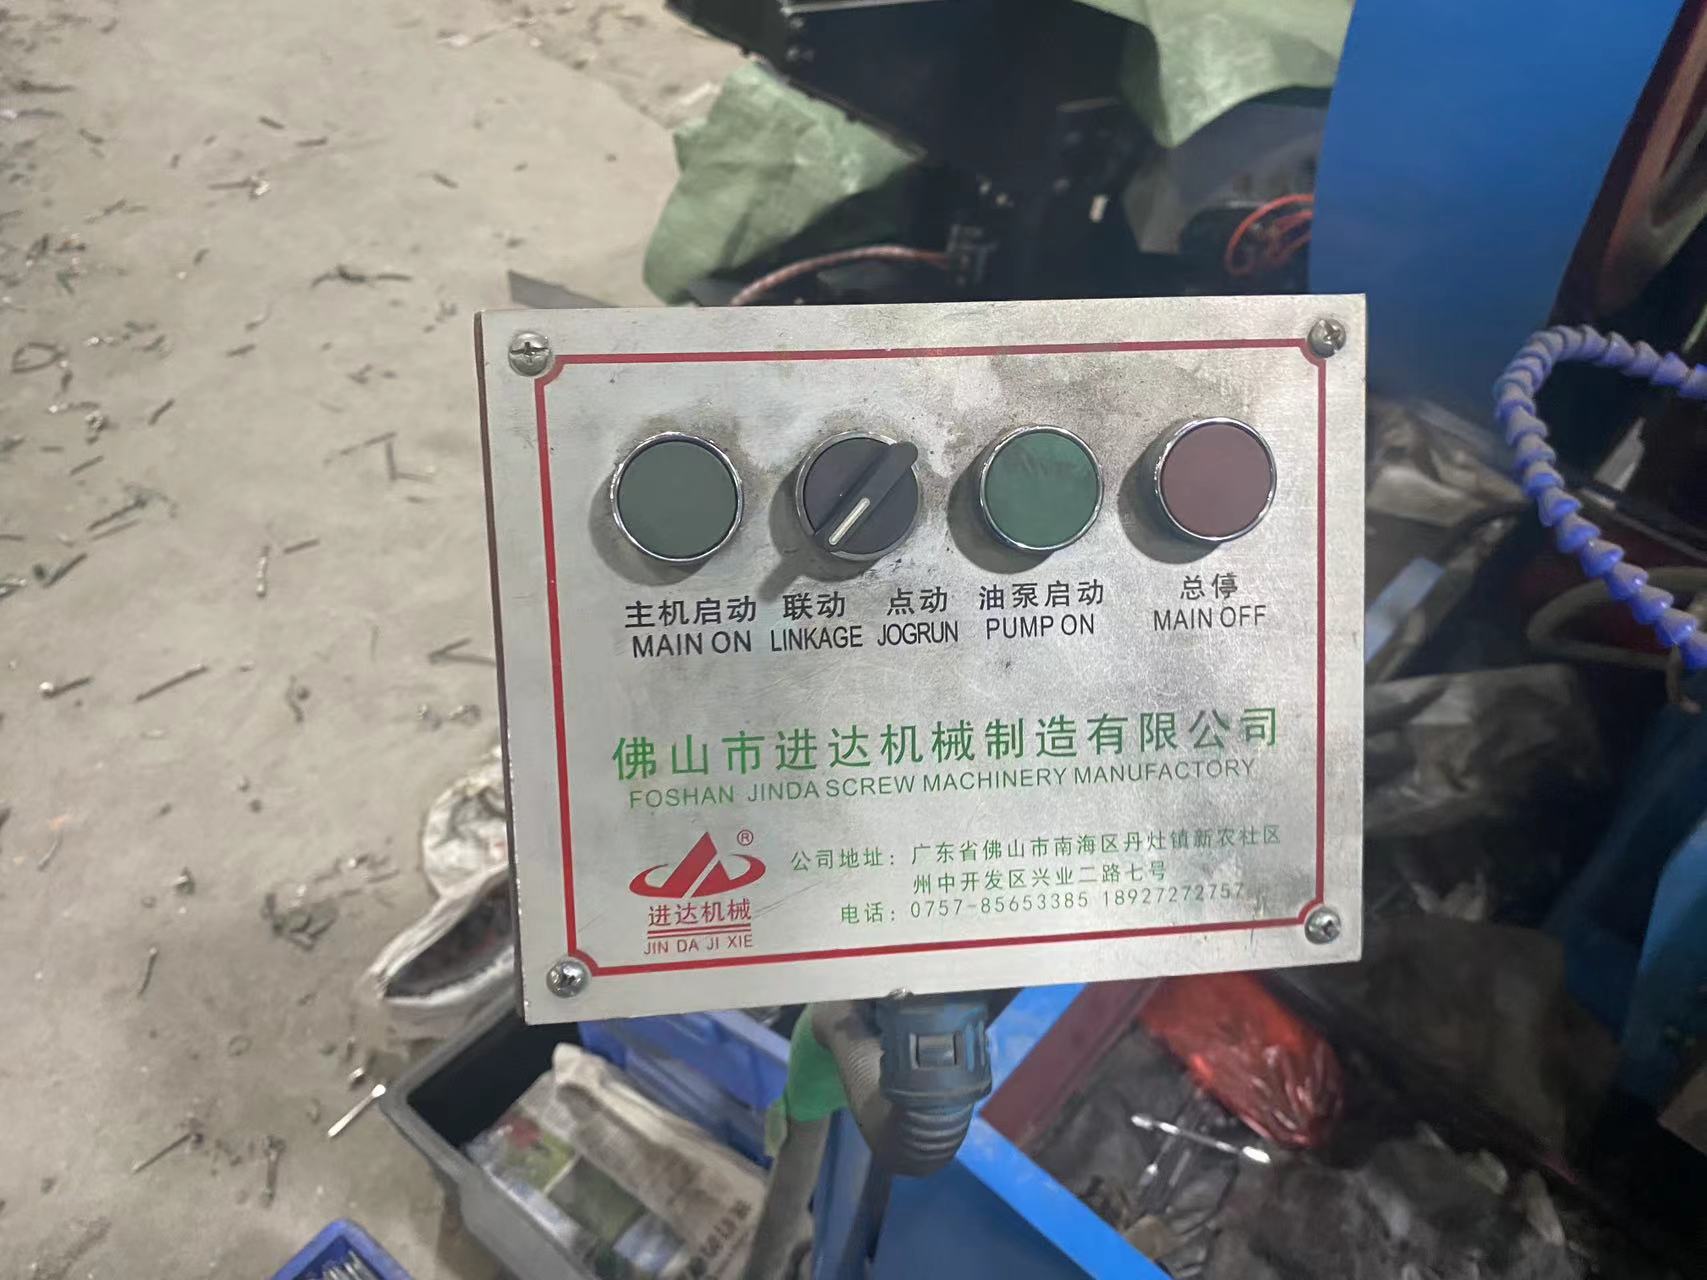 主机启动 联动 点动 油泵启动 总停
MAIN ON LINKAGE JOGRUN PUMP ON MAIN OFF
佛山市进达机械制造有限公司
FOSHAN JINDA SCREW MACHINERY MANUFACTORY
®
进达机械
JIN DA JI XIE
公司地址：广东省佛山市南海区丹灶镇新农社区
州中开发区兴业二路七号
电话：0757-85653385 18927272757